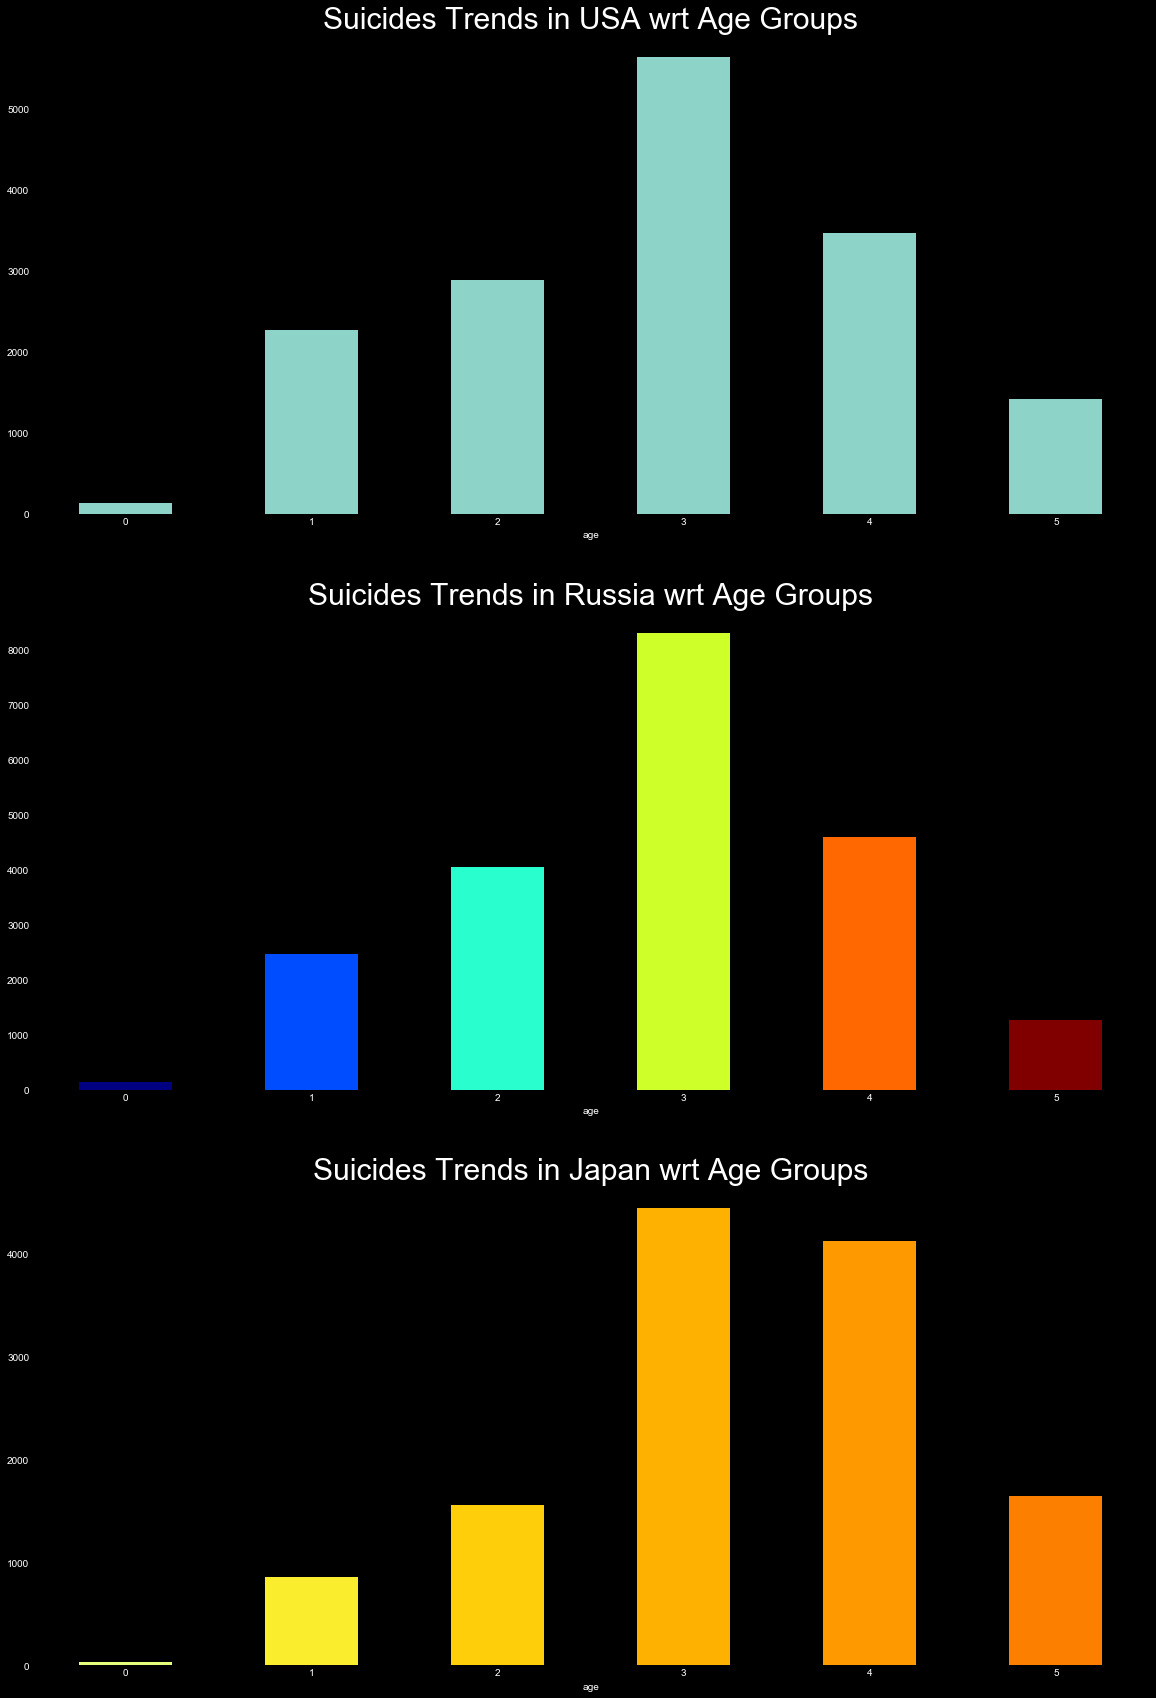 Suicides Trends in USA wrt Age Groups
5000
4000
3000
2000
1000
0
0 1 2 3 4 5
age
Suicides Trends in Russia wrt Age Groups
8000
7000
6000
5000
4000
3000
2000
1000
0
0 1 2 3 4 5
age
Suicides Trends in Japan wrt Age Groups
4000
3000
2000
1000
0
0 1 2 3 4 5
age